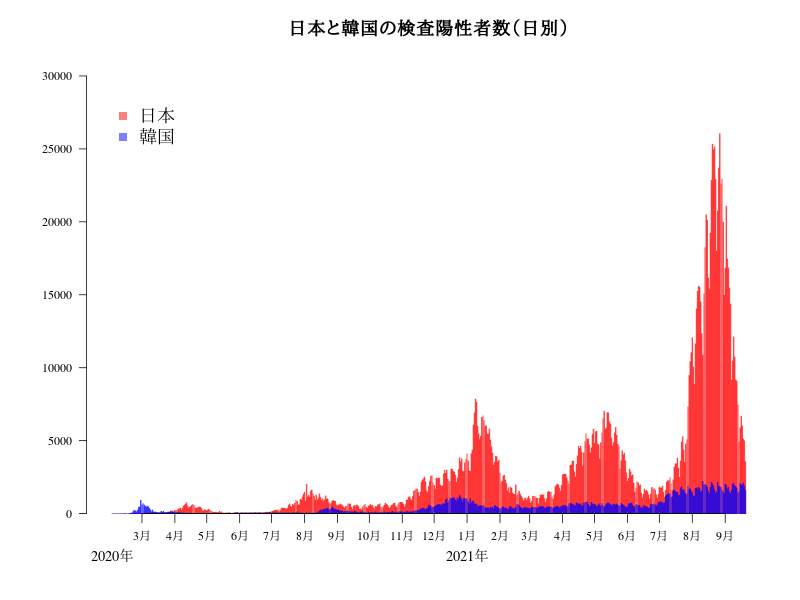 日本と韓国の検査陽性者数(日別)
30000
日本
韓国
25000
20000
15000
10000
5000
0
3月 4月 5月 6月 7月 8月 9月 10月 11月 12月 1月 2月 3月 4月 5月 6月 7月 8月 9月
2020年 2021年